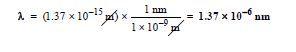 λ = (1.37 × 10⁻¹⁵ m) × 1 nm / 1 × 10⁻⁹ m = 1.37 × 10⁻⁶ nm